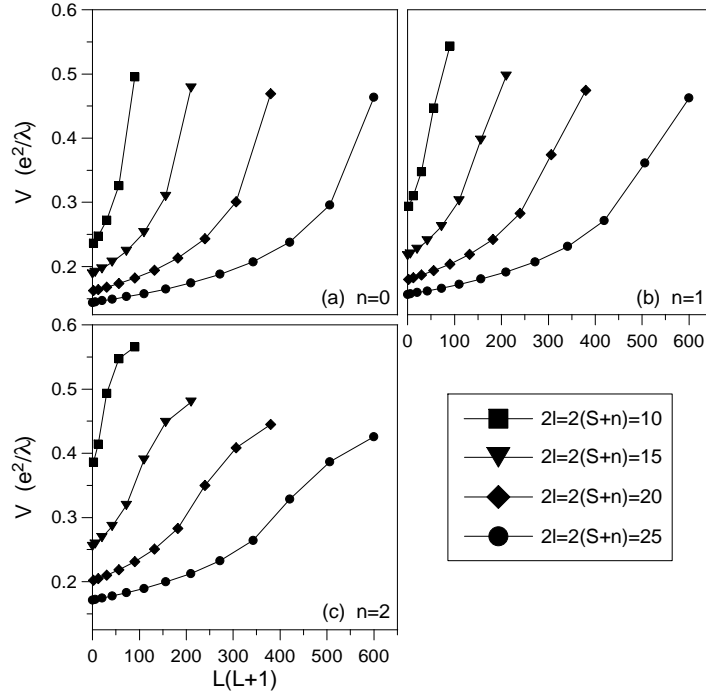 0.6
0.5
0.4
0.3
0.2
V (e²/λ)
(a) n=0
0 100 200 300 400 500 600
(b) n=1
0.6
0.5
0.4
0.3
0.2
V (e²/λ)
(c) n=2
0 100 200 300 400 500 600
L(L+1)
2l=2(S+n)=10
2l=2(S+n)=15
2l=2(S+n)=20
2l=2(S+n)=25